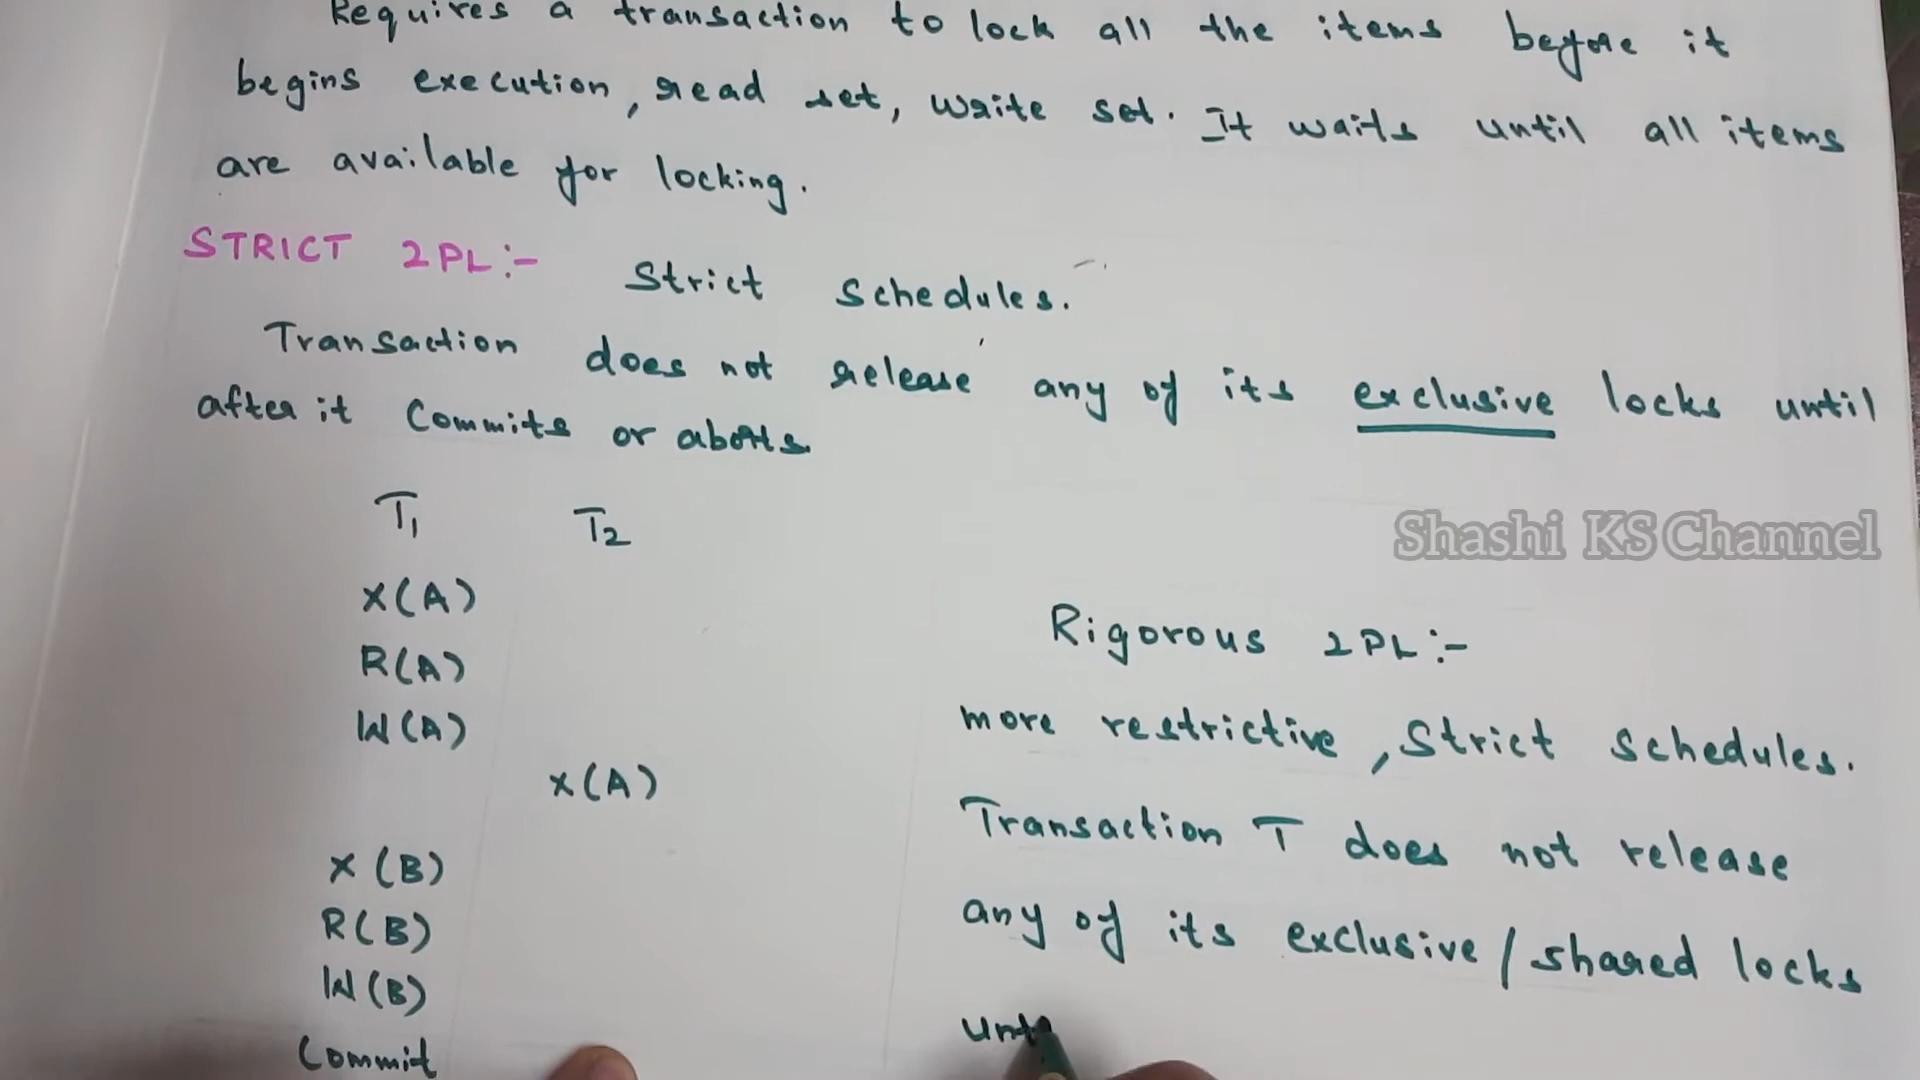 Requires a transaction to lock all the items before it
begins execution, read set, write set. It waits until all items
are available for locking.
STRICT 2PL:- Strict schedules.
Transaction does not release any of its exclusive locks until
after it commits or aborts.
T1 T2
X(A)
R(A)
W(A)
X(A)
X(B)
R(B)
W(B)
Commit
Shashi KS Channel
Rigorous 2PL:-
more restrictive, Strict schedules.
Transaction T does not release
any of its exclusive/shared locks
unt